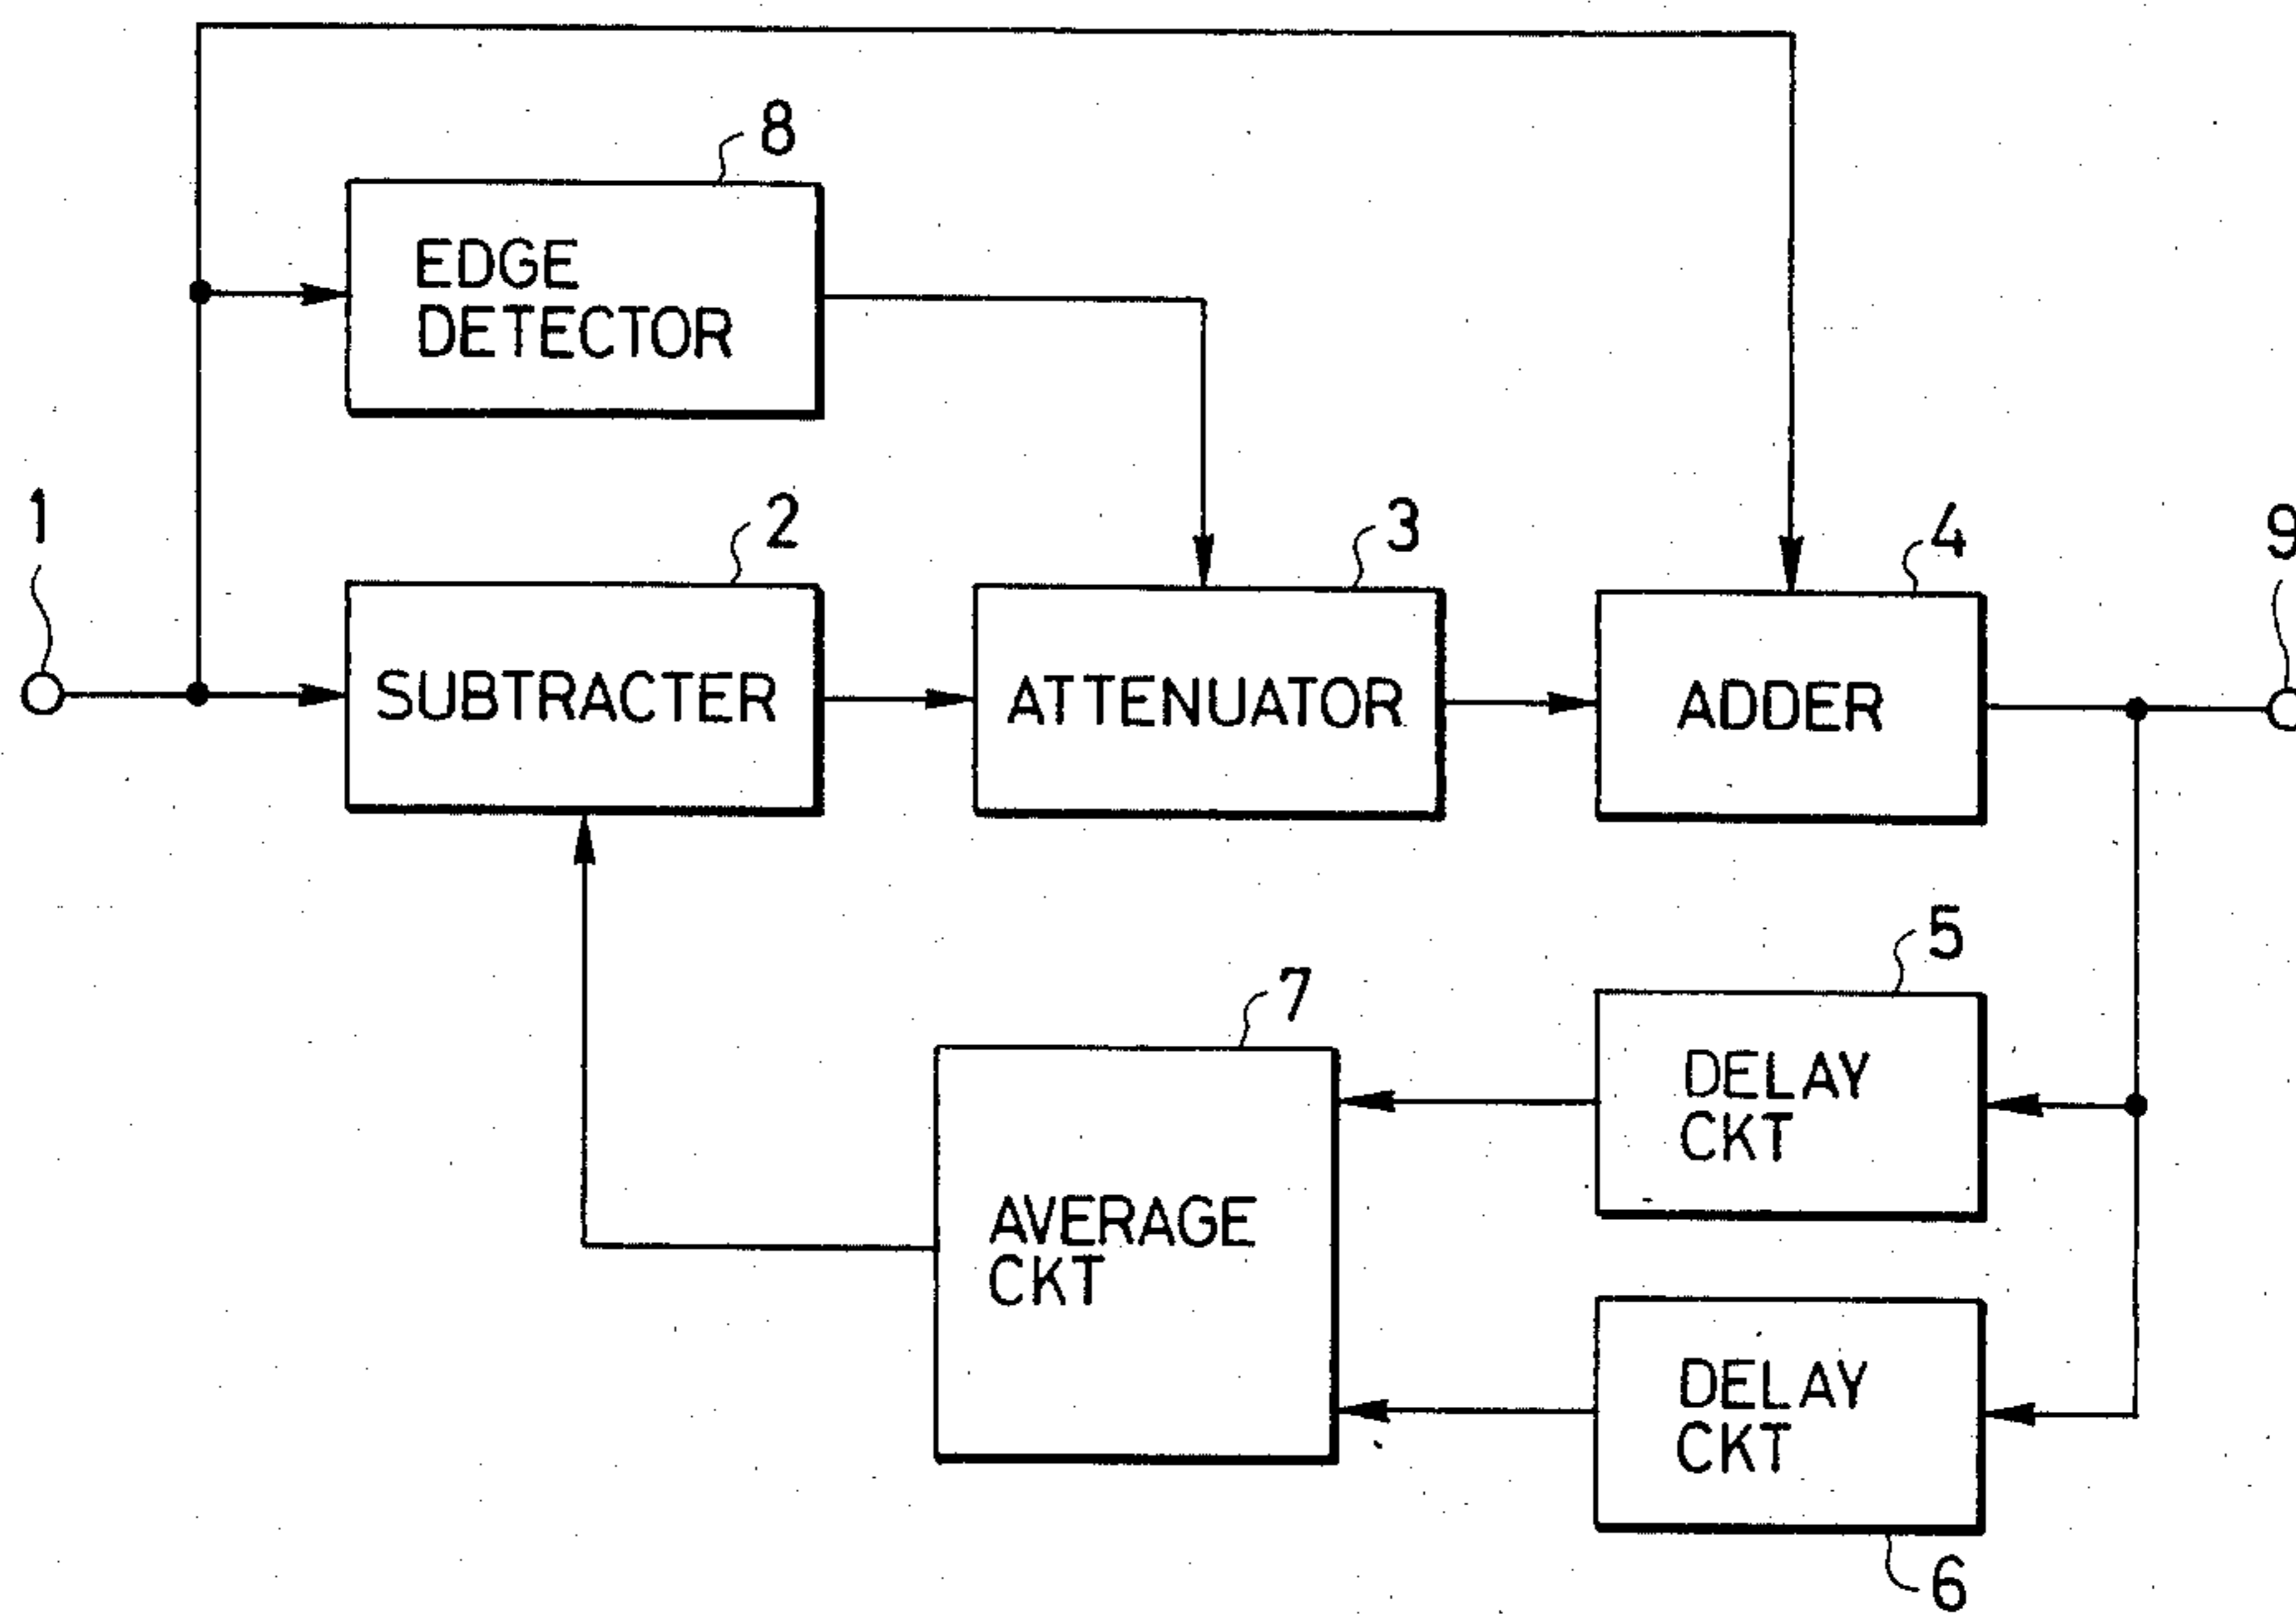 8
EDGE
DETECTOR
1
2
3
4
9
SUBTRACTER
ATTENUATOR
ADDER
5
7
DELAY
CKT
AVERAGE
CKT
DELAY
CKT
6